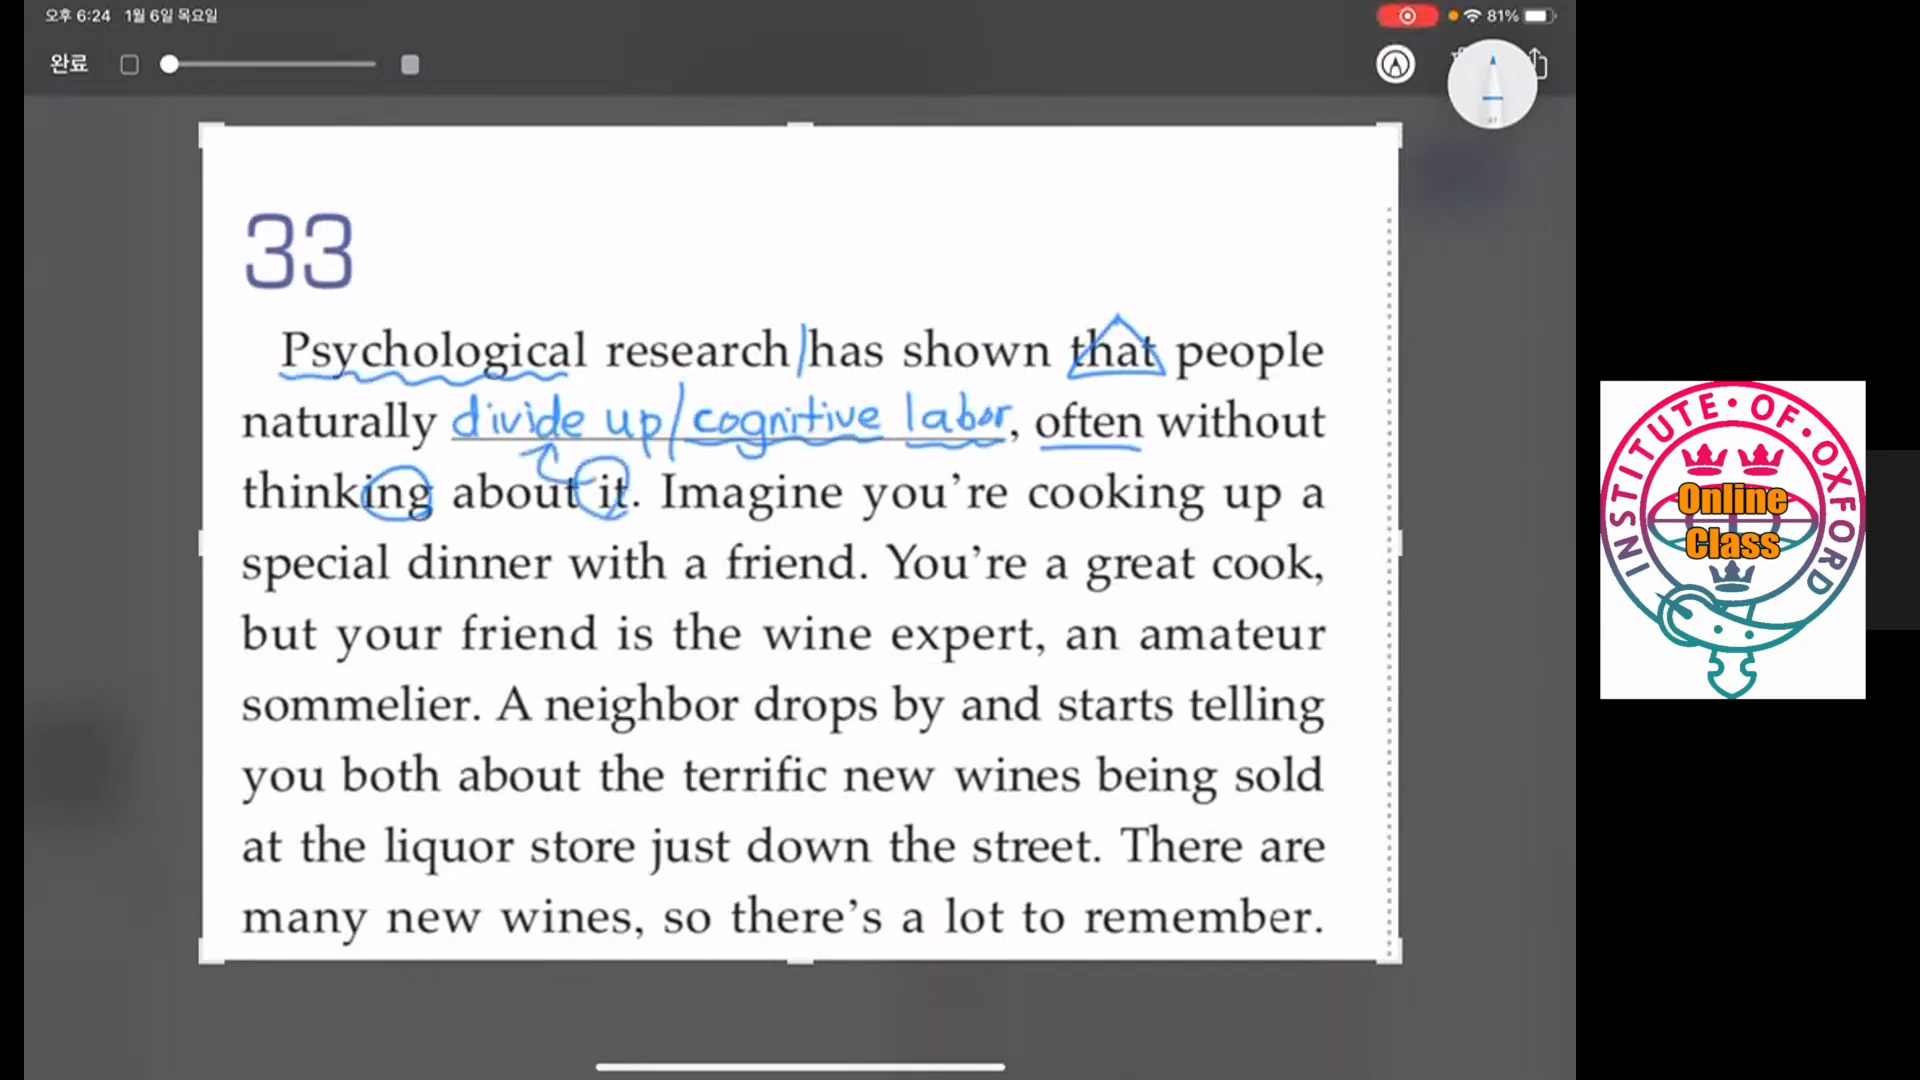 오후 6:24 1월 6일 목요일
81%
완료
33
Psychological research has shown that people
naturally divide up cognitive labor, often without
thinking about it. Imagine you're cooking up a
special dinner with a friend. You're a great cook,
but your friend is the wine expert, an amateur
sommelier. A neighbor drops by and starts telling
you both about the terrific new wines being sold
at the liquor store just down the street. There are
many new wines, so there's a lot to remember.
INSTITUTE • OF • OXFORD
Online
Class